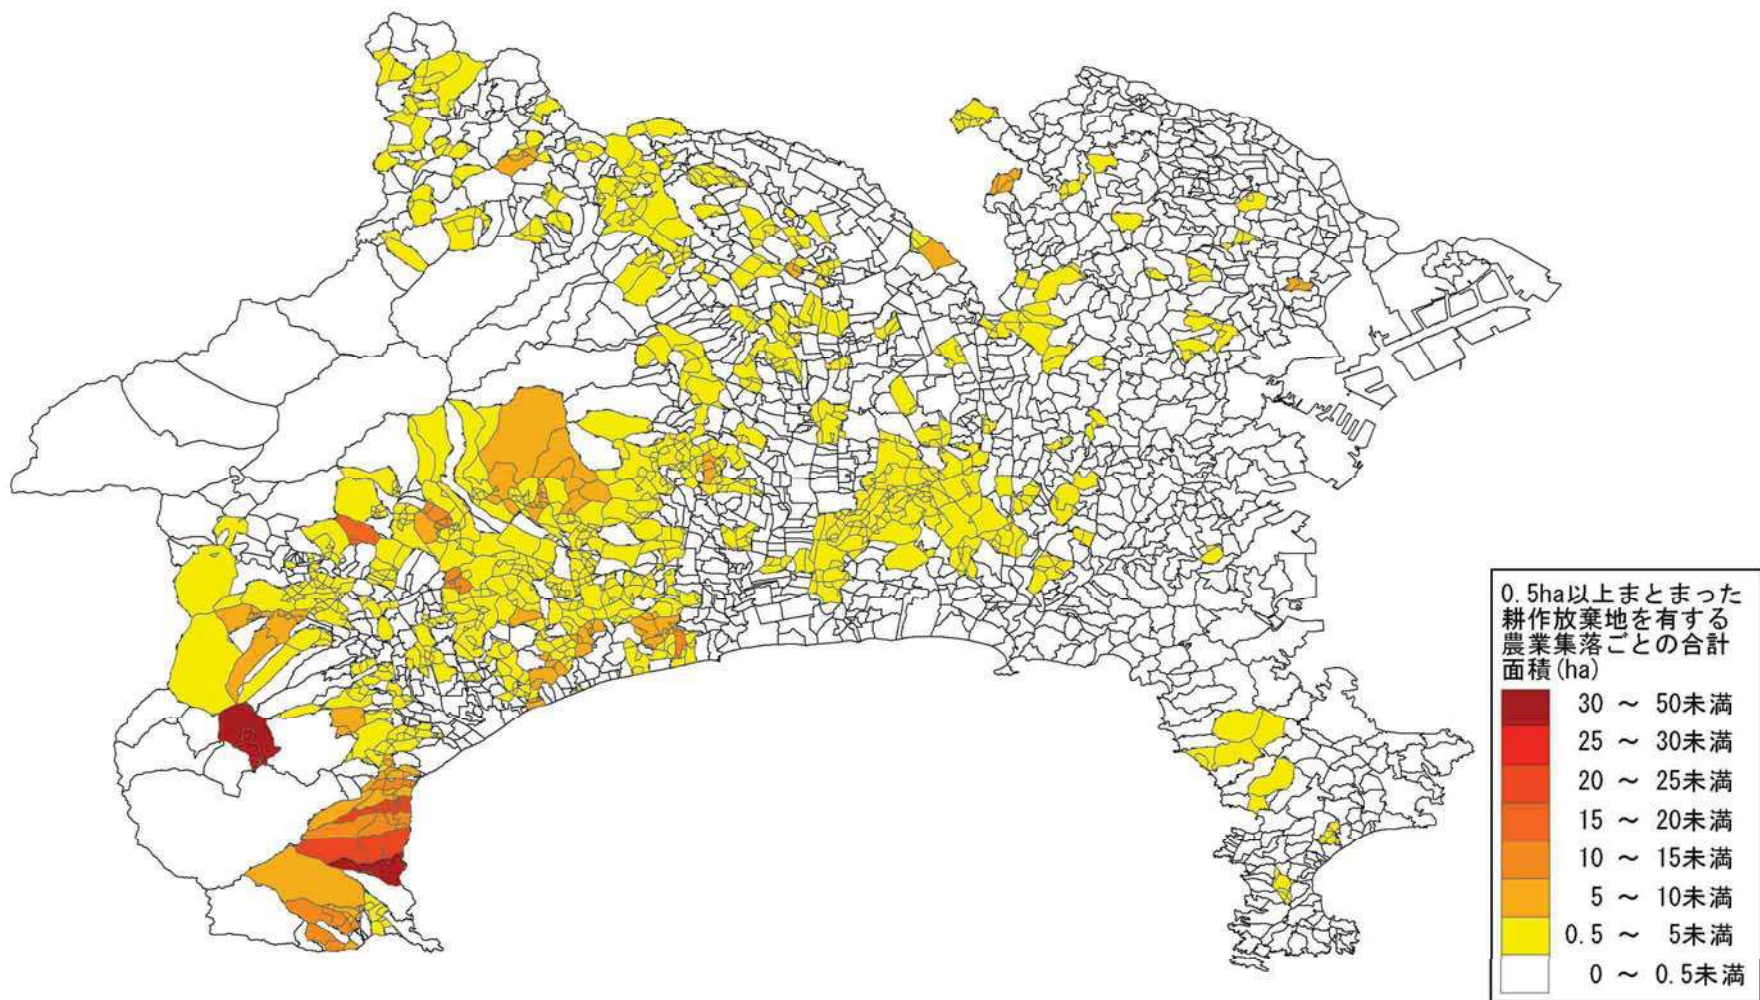 0.5ha以上まとまった
耕作放棄地を有する
農業集落ごとの合計
面積(ha)
30 ～ 50未満
25 ～ 30未満
20 ～ 25未満
15 ～ 20未満
10 ～ 15未満
5 ～ 10未満
0.5 ～ 5未満
0 ～ 0.5未満